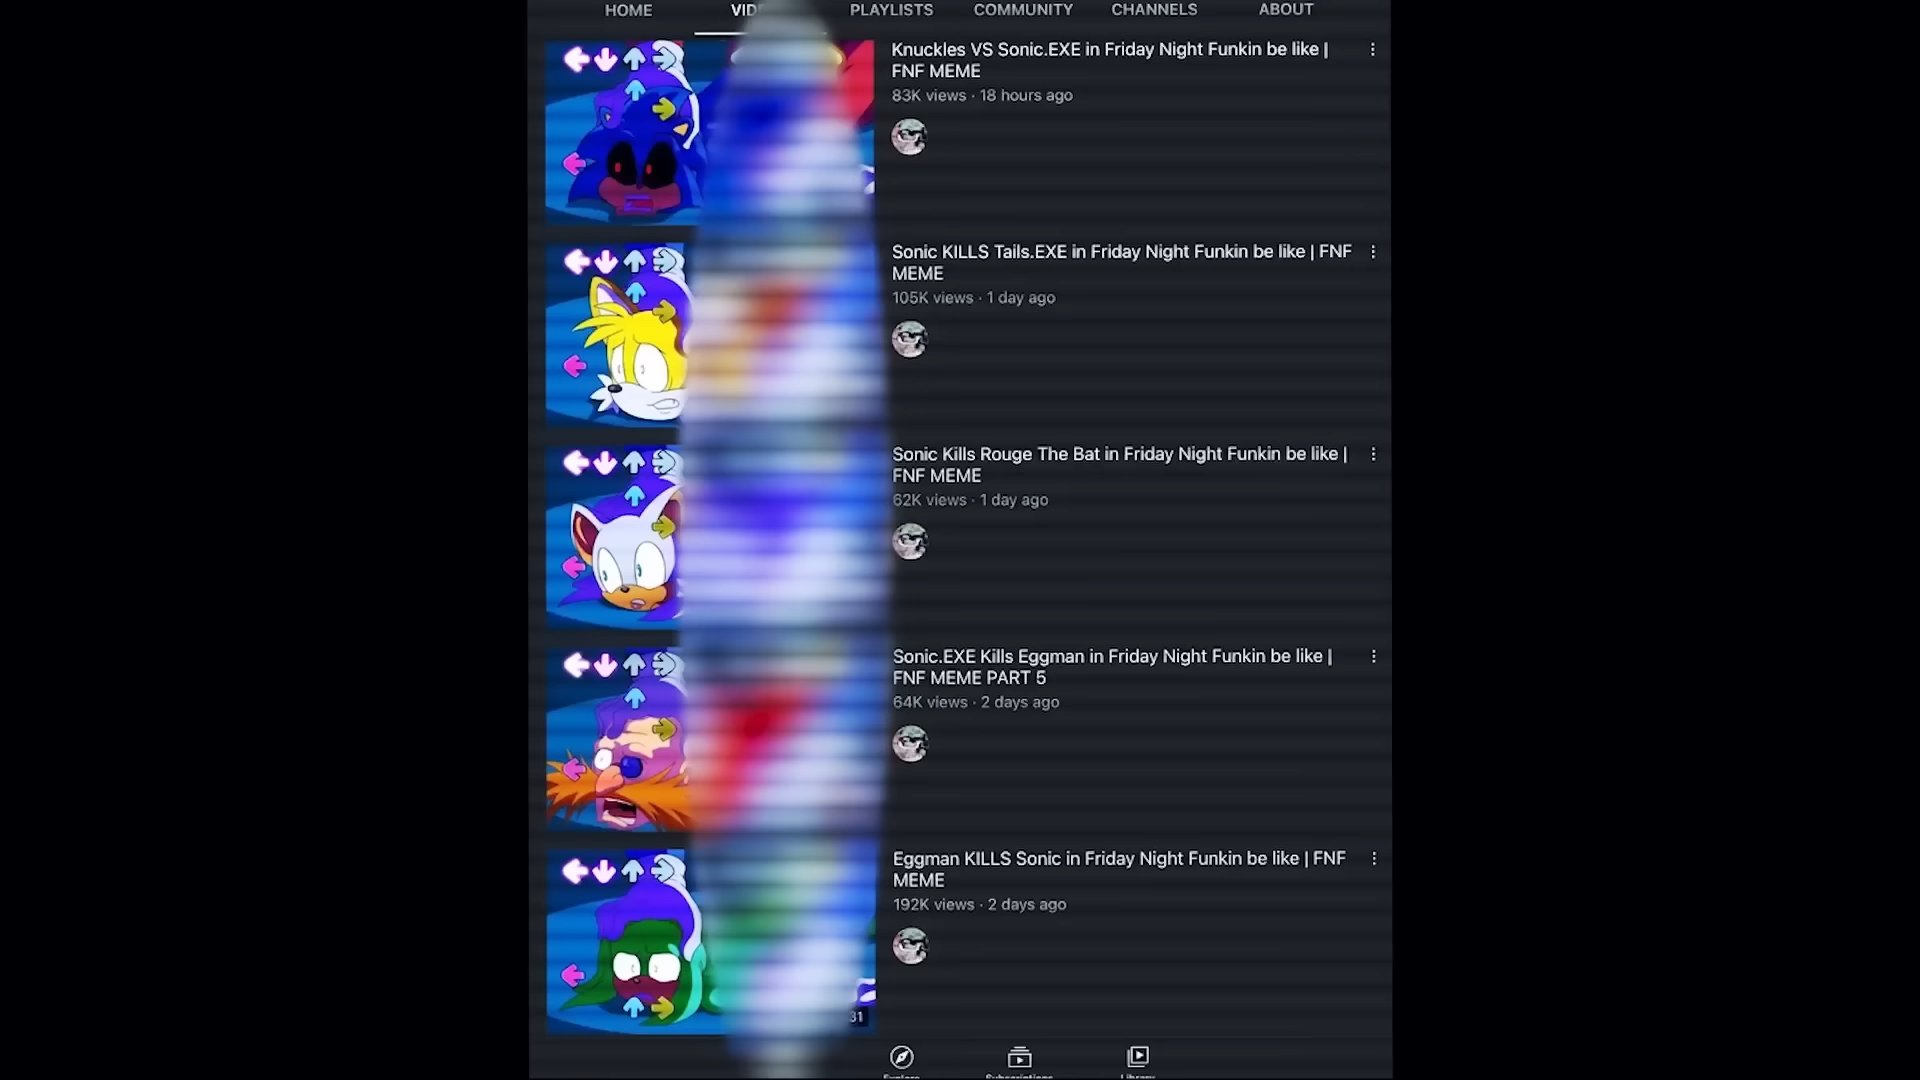 HOME VID PLAYLISTS COMMUNITY CHANNELS ABOUT
Knuckles VS Sonic.EXE in Friday Night Funkin be like |
FNF MEME
83K views · 18 hours ago
Sonic KILLS Tails.EXE in Friday Night Funkin be like | FNF
MEME
105K views · 1 day ago
Sonic Kills Rouge The Bat in Friday Night Funkin be like |
FNF MEME
62K views · 1 day ago
Sonic.EXE Kills Eggman in Friday Night Funkin be like |
FNF MEME PART 5
64K views · 2 days ago
Eggman KILLS Sonic in Friday Night Funkin be like | FNF
MEME
192K views · 2 days ago
31